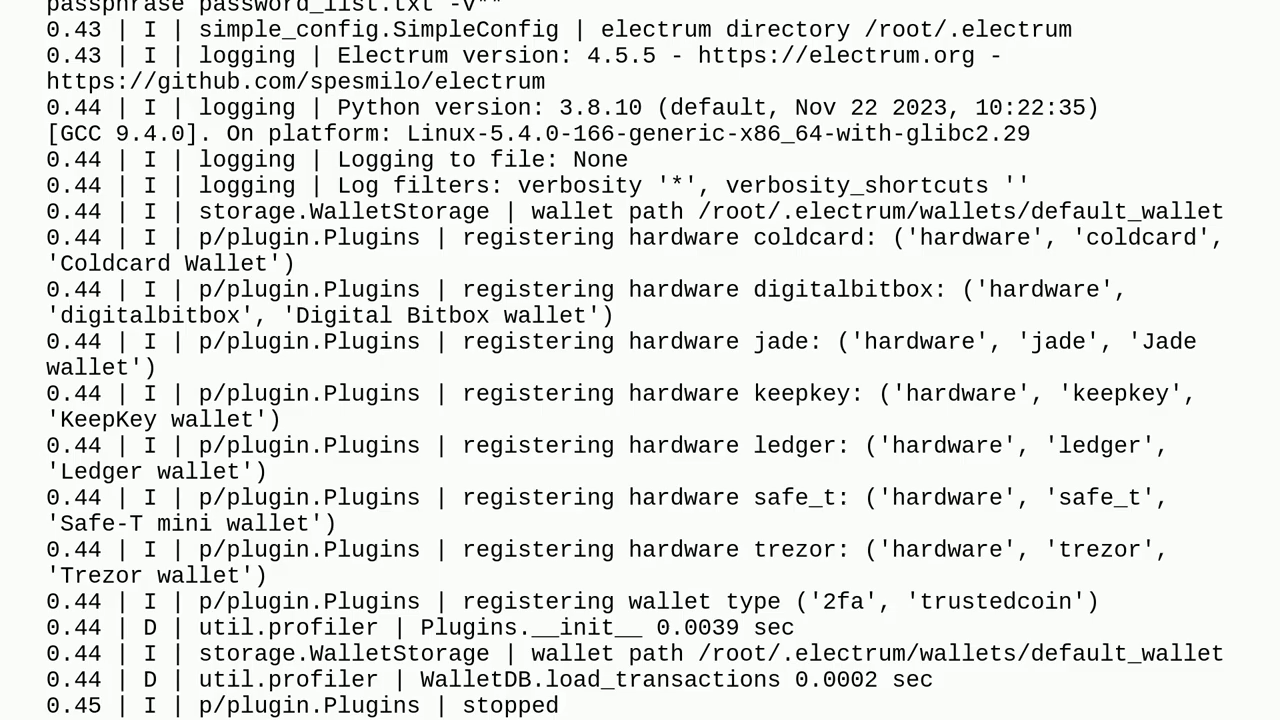 passphrase password_list.txt -v""
0.43 | I | simple_config.SimpleConfig | electrum directory /root/.electrum
0.43 | I | logging | Electrum version: 4.5.5 - https://electrum.org -
https://github.com/spesmilo/electrum
0.44 | I | logging | Python version: 3.8.10 (default, Nov 22 2023, 10:22:35)
[GCC 9.4.0]. On platform: Linux-5.4.0-166-generic-x86_64-with-glibc2.29
0.44 | I | logging | Logging to file: None
0.44 | I | logging | Log filters: verbosity '*', verbosity_shortcuts ''
0.44 | I | storage.WalletStorage | wallet path /root/.electrum/wallets/default_wallet
0.44 | I | p/plugin.Plugins | registering hardware coldcard: ('hardware', 'coldcard',
'Coldcard Wallet')
0.44 | I | p/plugin.Plugins | registering hardware digitalbitbox: ('hardware',
'digitalbitbox', 'Digital Bitbox wallet')
0.44 | I | p/plugin.Plugins | registering hardware jade: ('hardware', 'jade', 'Jade
wallet')
0.44 | I | p/plugin.Plugins | registering hardware keepkey: ('hardware', 'keepkey',
'KeepKey wallet')
0.44 | I | p/plugin.Plugins | registering hardware ledger: ('hardware', 'ledger',
'Ledger wallet')
0.44 | I | p/plugin.Plugins | registering hardware safe_t: ('hardware', 'safe_t',
'Safe-T mini wallet')
0.44 | I | p/plugin.Plugins | registering hardware trezor: ('hardware', 'trezor',
'Trezor wallet')
0.44 | I | p/plugin.Plugins | registering wallet type ('2fa', 'trustedcoin')
0.44 | D | util.profiler | Plugins.__init__ 0.0039 sec
0.44 | I | storage.WalletStorage | wallet path /root/.electrum/wallets/default_wallet
0.44 | D | util.profiler | WalletDB.load_transactions 0.0002 sec
0.45 | I | p/plugin.Plugins | stopped